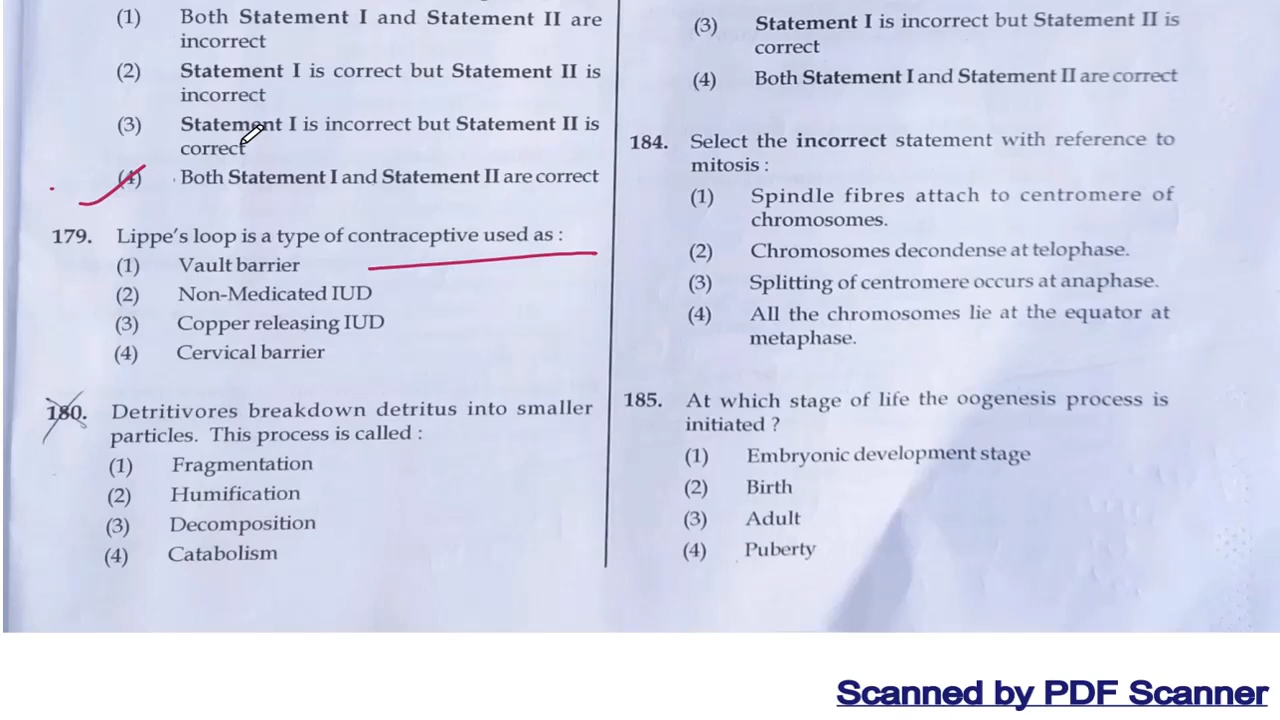 (1) Both Statement I and Statement II are
incorrect
(2) Statement I is correct but Statement II is
incorrect
(3) Statement I is incorrect but Statement II is
correct
(4) Both Statement I and Statement II are correct
179. Lippe's loop is a type of contraceptive used as :
(1) Vault barrier
(2) Non-Medicated IUD
(3) Copper releasing IUD
(4) Cervical barrier
180. Detritivores breakdown detritus into smaller
particles. This process is called :
(1) Fragmentation
(2) Humification
(3) Decomposition
(4) Catabolism
(3) Statement I is incorrect but Statement II is
correct
(4) Both Statement I and Statement II are correct
184. Select the incorrect statement with reference to
mitosis :
(1) Spindle fibres attach to centromere of
chromosomes.
(2) Chromosomes decondense at telophase.
(3) Splitting of centromere occurs at anaphase.
(4) All the chromosomes lie at the equator at
metaphase.
185. At which stage of life the oogenesis process is
initiated ?
(1) Embryonic development stage
(2) Birth
(3) Adult
(4) Puberty
Scanned by PDF Scanner